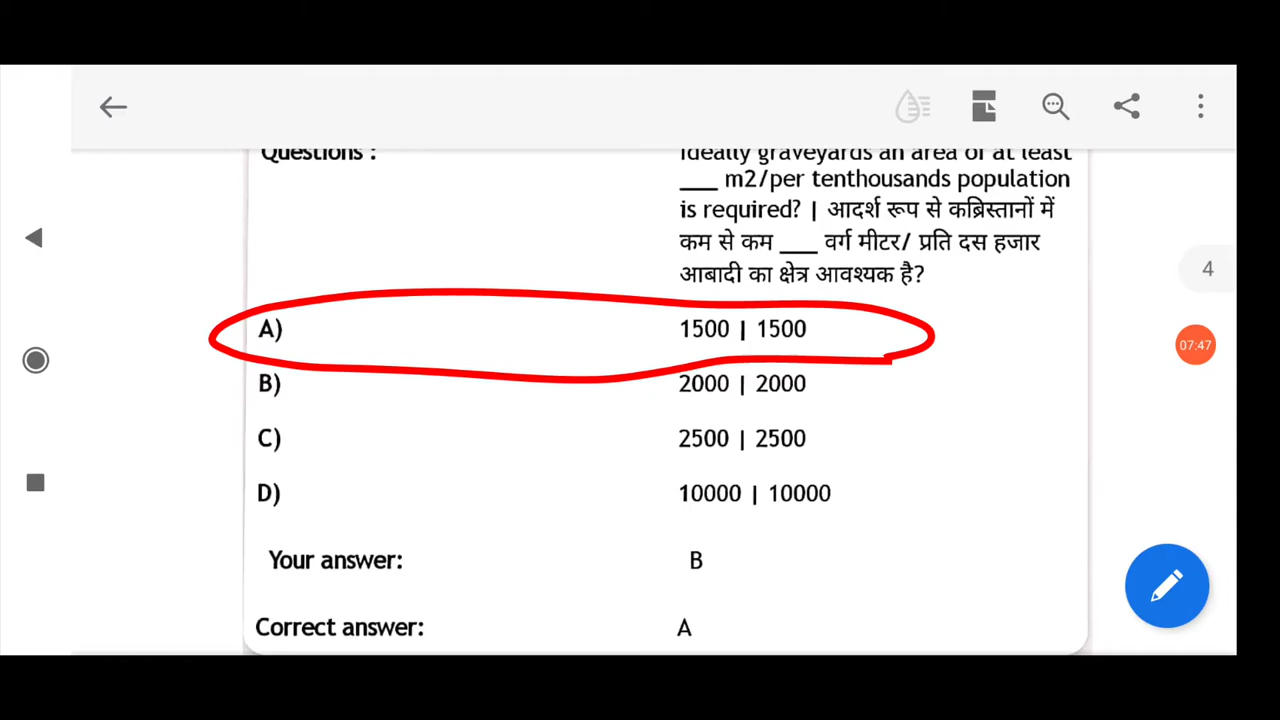 Questions :
Ideally graveyards an area of at least
___ m2/per tenthousands population
is required? | आदर्श रूप से कब्रिस्तानों में
कम से कम ___ वर्ग मीटर/ प्रति दस हजार
आबादी का क्षेत्र आवश्यक है?
4
A) 1500 | 1500
07:47
B) 2000 | 2000
C) 2500 | 2500
D) 10000 | 10000
Your answer: B
Correct answer: A